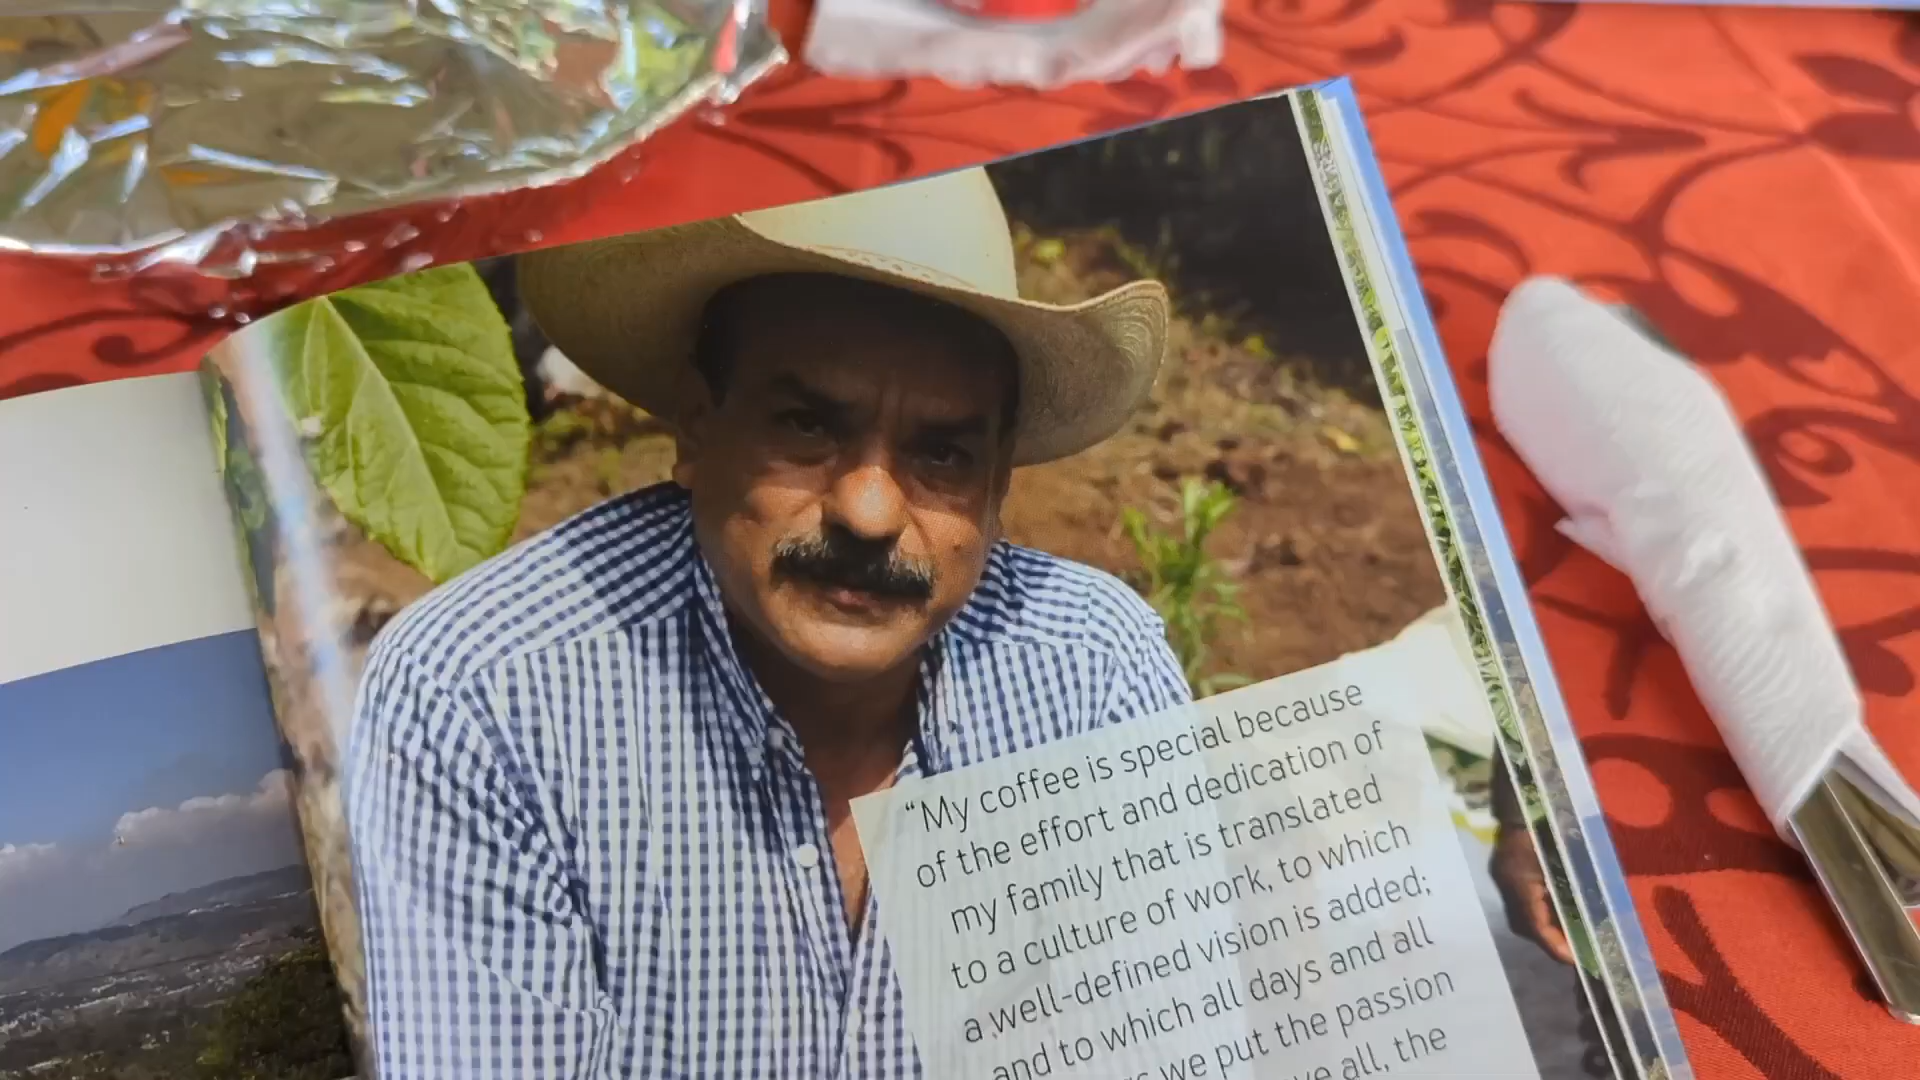 “My coffee is special because
of the effort and dedication of
my family that is translated
to a culture of work, to which
a well-defined vision is added;
and to which all days and all
we put the passion
all, the